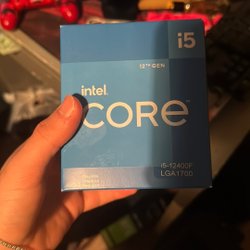 i5
12TH GEN
intel
CORE
i5-12400F
LGA1700